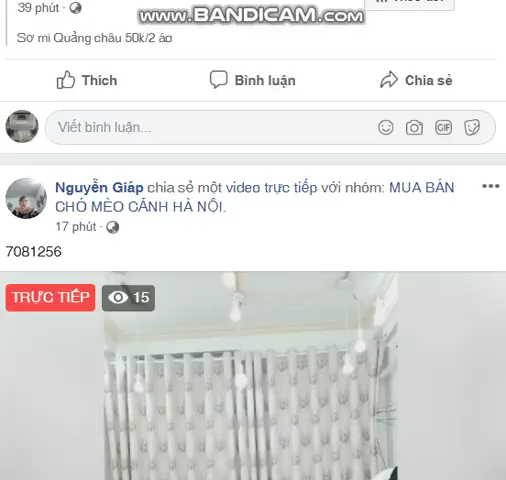 www.BANDICAM.com
39 phút ·
Sơ mi Quảng châu 50k/2 áo
Thích
Bình luận
Chia sẻ
Viết bình luận...
GIF
Nguyễn Giáp chia sẻ một video trực tiếp với nhóm: MUA BÁN
CHÓ MÈO CẢNH HÀ NỘI.
17 phút ·
7081256
TRỰC TIẾP
15